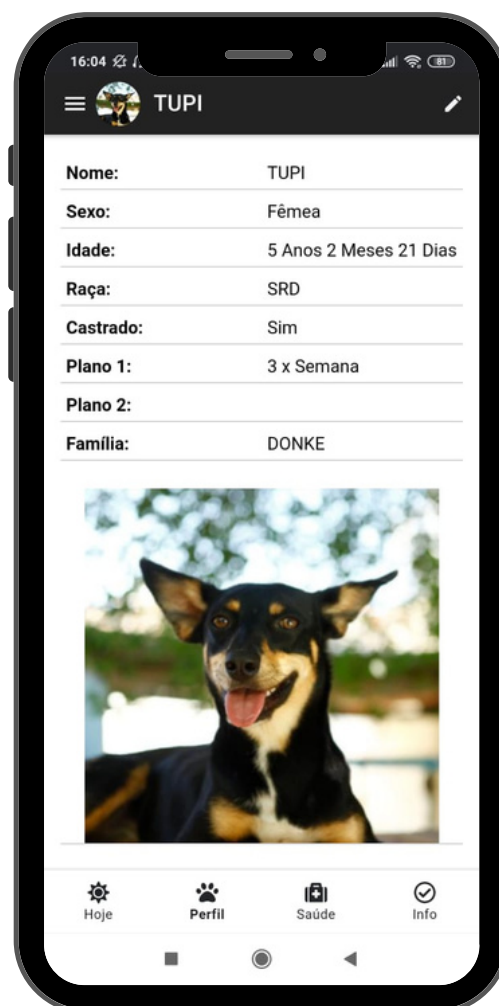 16:04 81
TUPI
Nome: TUPI
Sexo: Fêmea
Idade: 5 Anos 2 Meses 21 Dias
Raça: SRD
Castrado: Sim
Plano 1: 3 x Semana
Plano 2:
Família: DONKE
Hoje Perfil Saúde Info